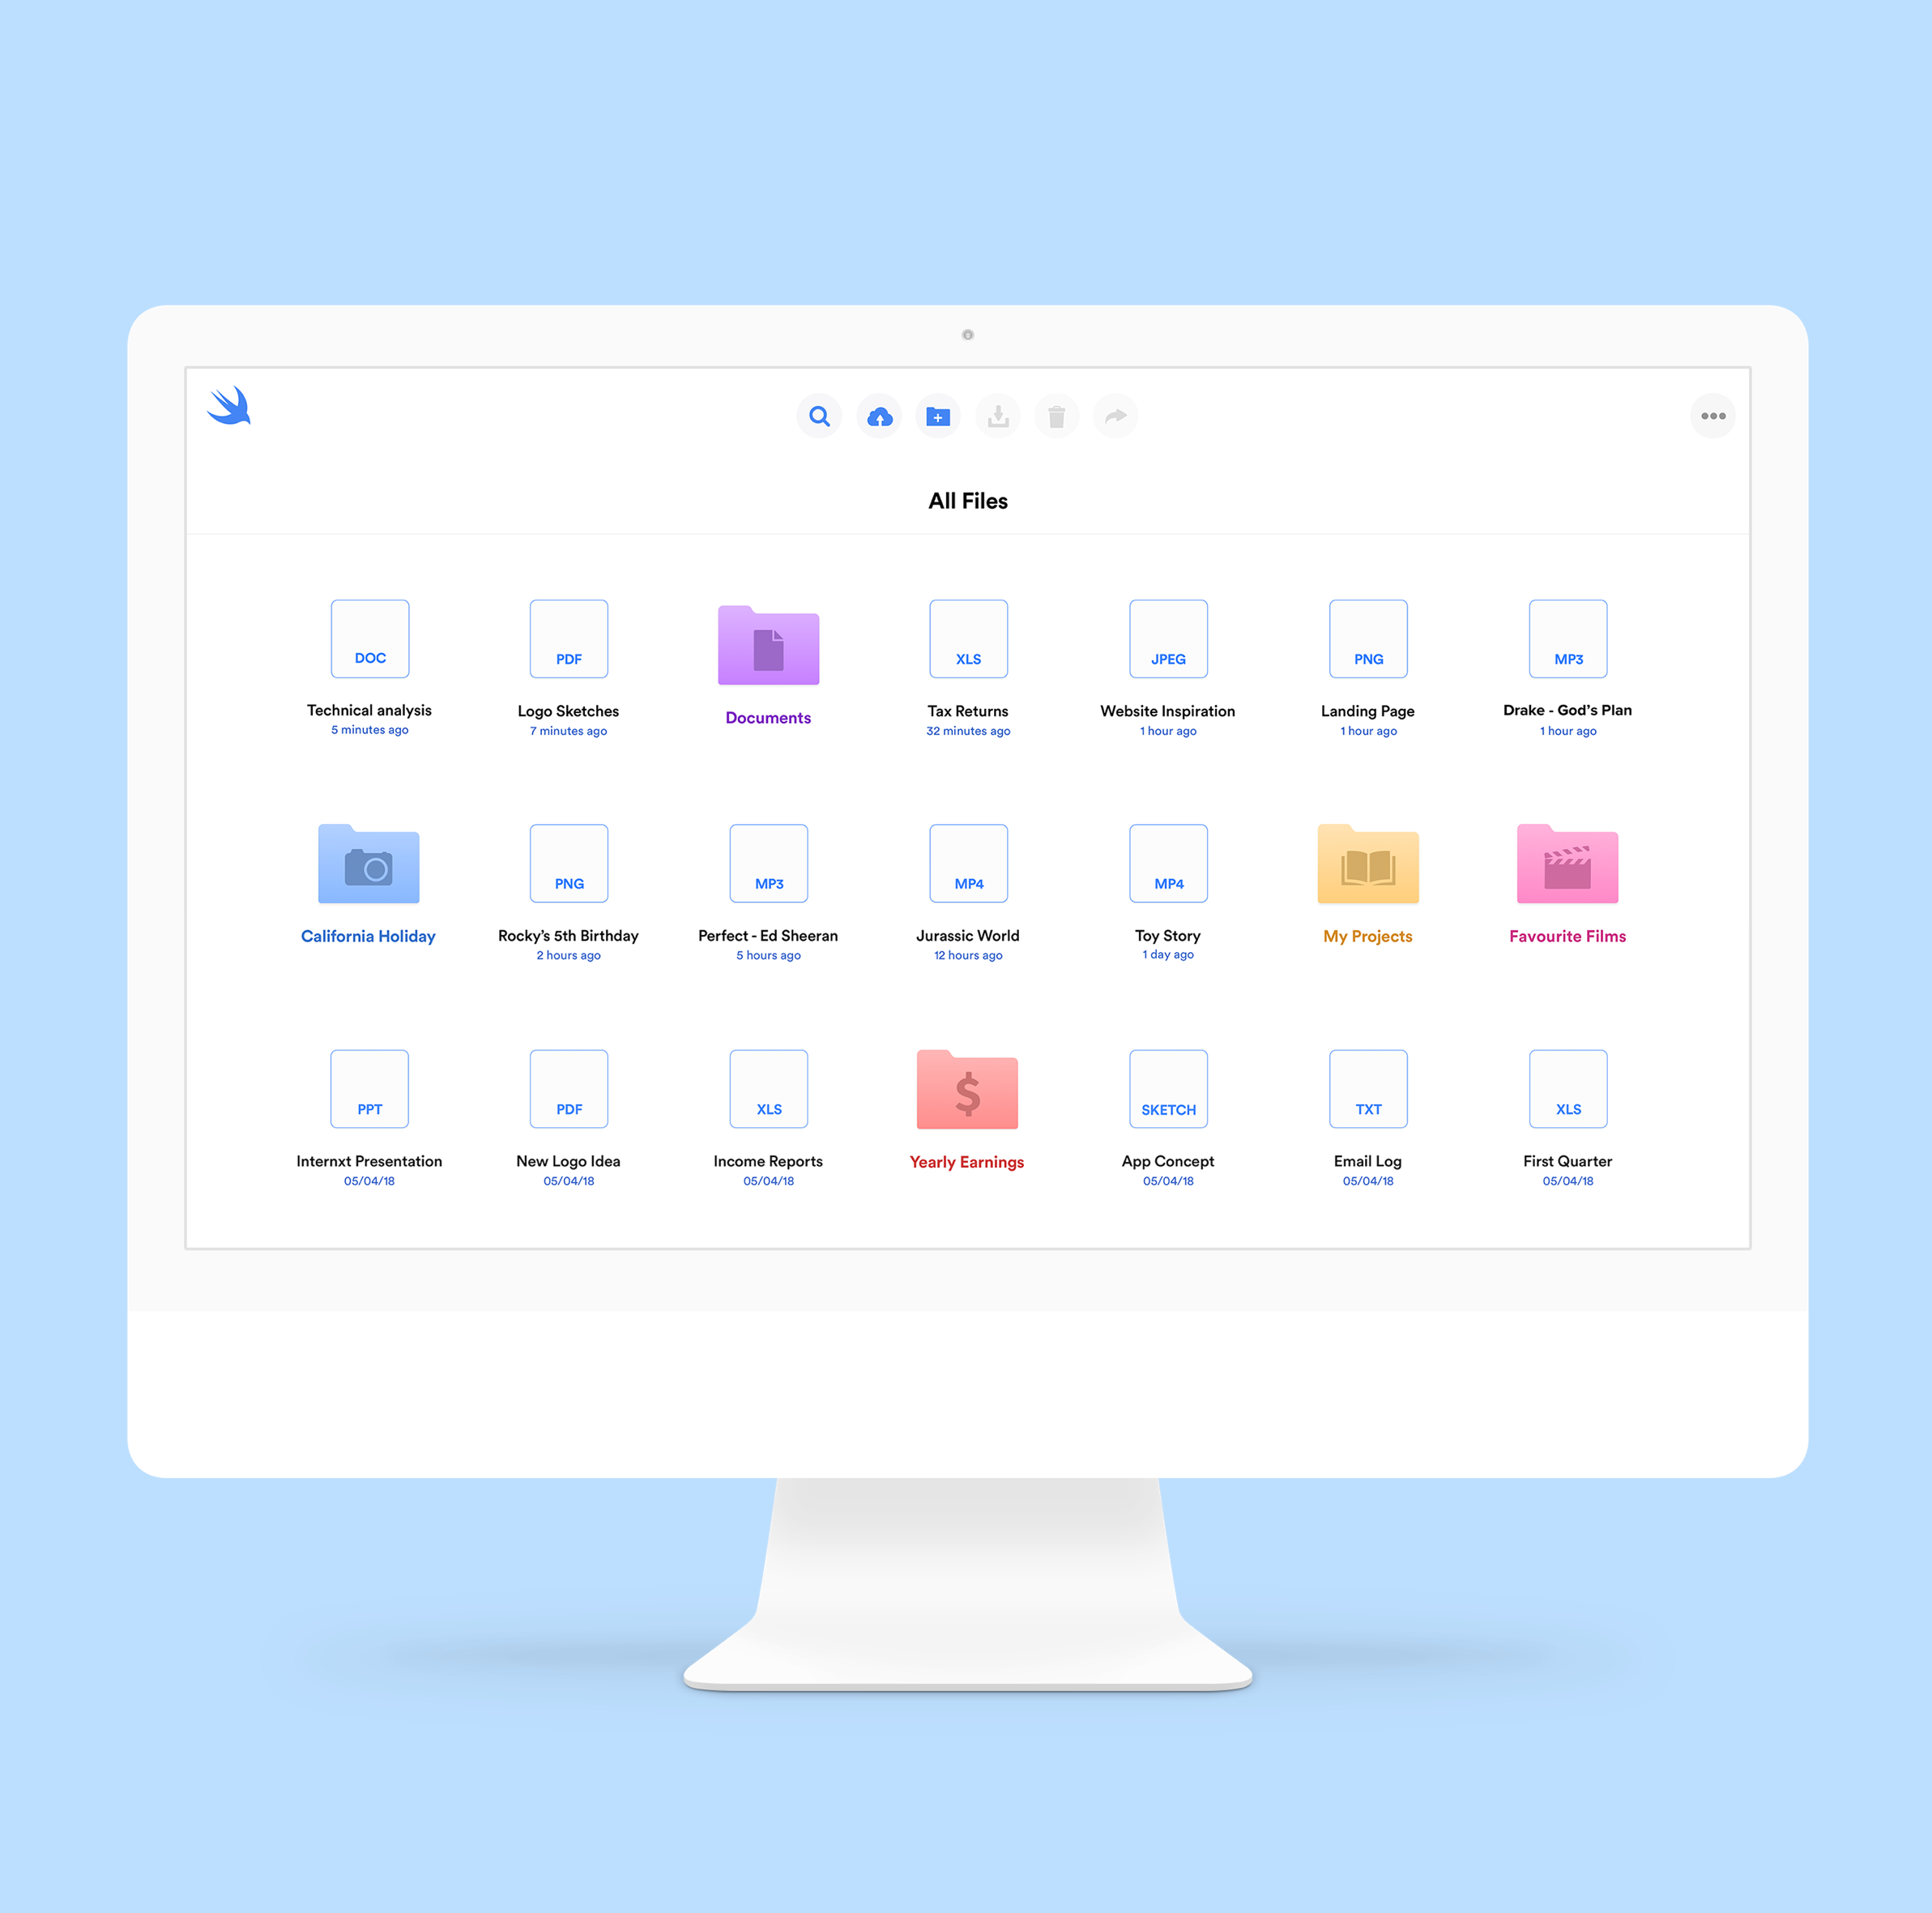 All Files
DOC
PDF
XLS
JPEG
PNG
MP3
Technical analysis
5 minutes ago
Logo Sketches
7 minutes ago
Documents
Tax Returns
32 minutes ago
Website Inspiration
1 hour ago
Landing Page
1 hour ago
Drake - God's Plan
1 hour ago
PNG
MP3
MP4
MP4
California Holiday
Rocky's 5th Birthday
2 hours ago
Perfect - Ed Sheeran
5 hours ago
Jurassic World
12 hours ago
Toy Story
1 day ago
My Projects
Favourite Films
PPT
PDF
XLS
$
SKETCH
TXT
XLS
Internxt Presentation
05/04/18
New Logo Idea
05/04/18
Income Reports
05/04/18
Yearly Earnings
App Concept
05/04/18
Email Log
05/04/18
First Quarter
05/04/18